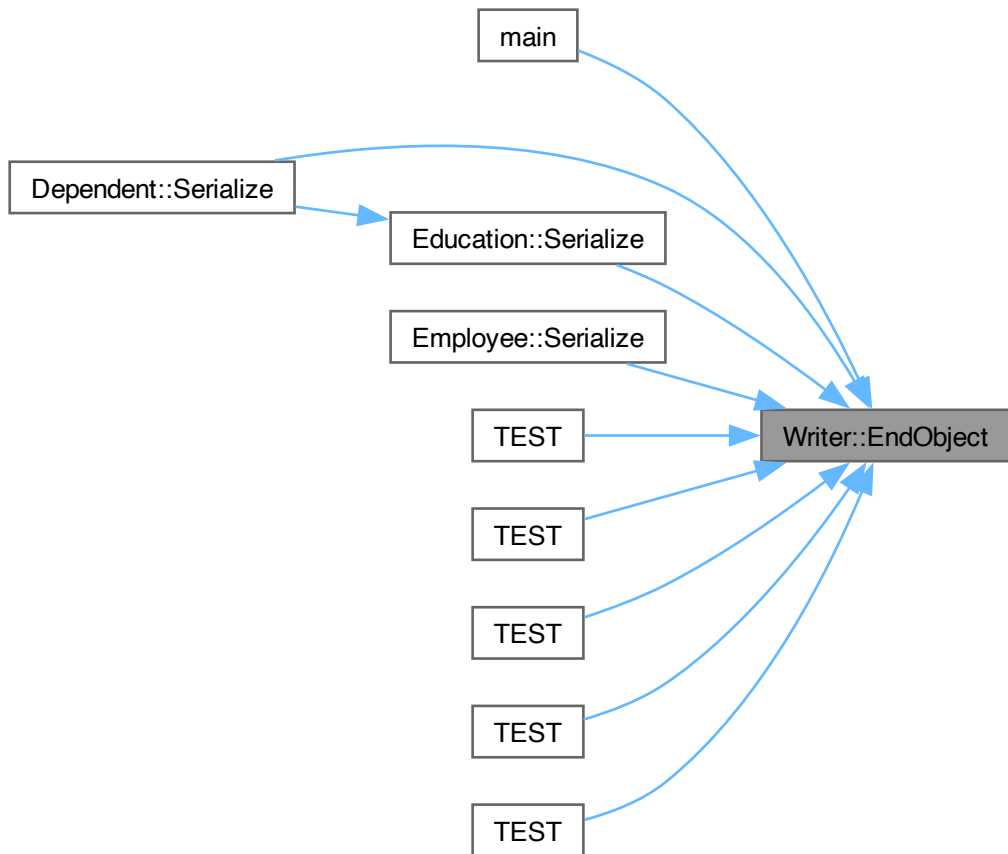 main
Dependent::Serialize
Education::Serialize
Employee::Serialize
TEST
Writer::EndObject
TEST
TEST
TEST
TEST